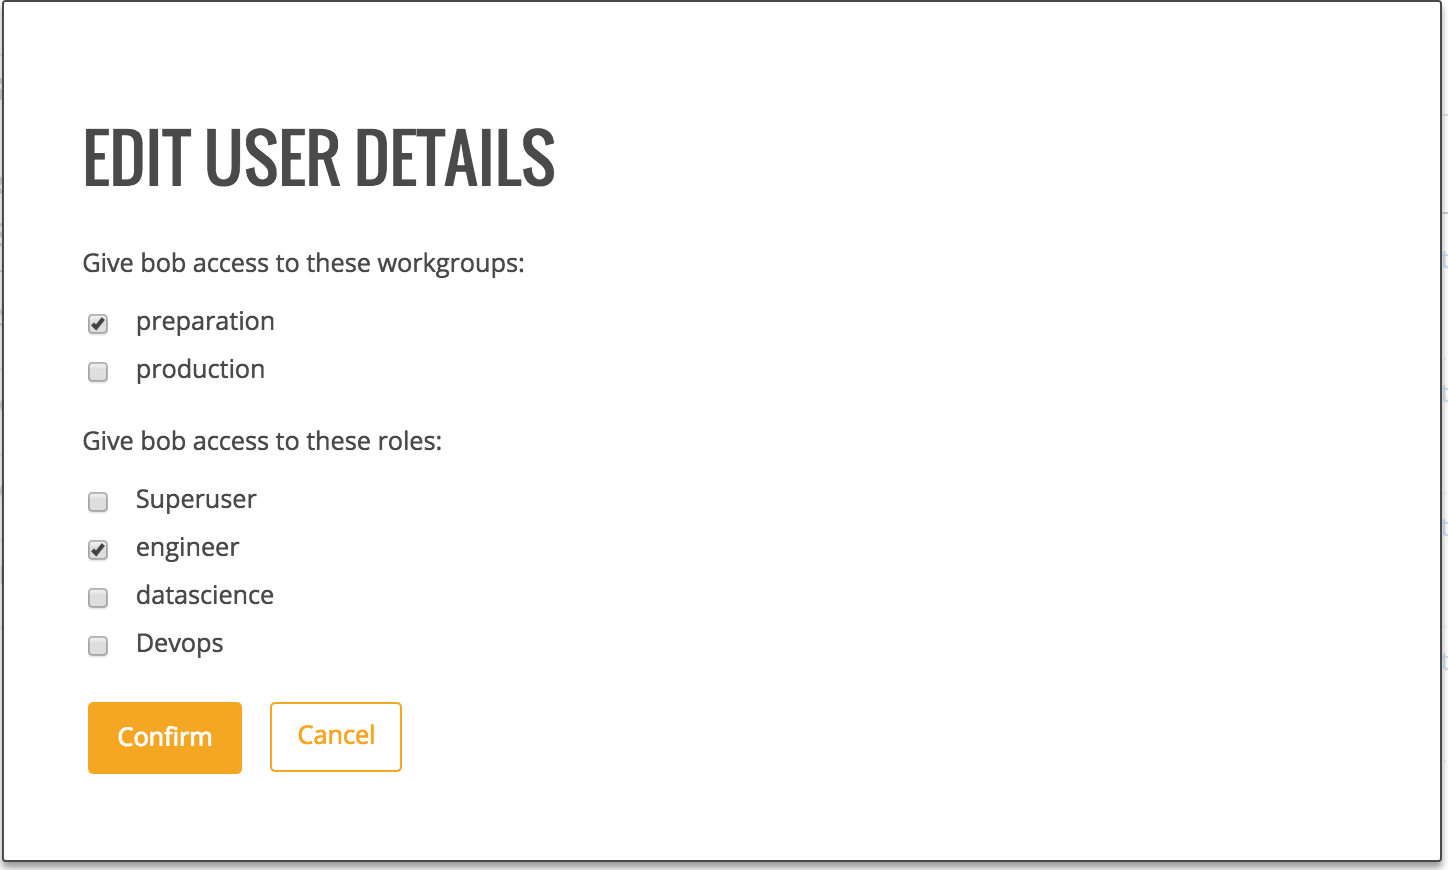 EDIT USER DETAILS
Give bob access to these workgroups:
preparation
production
Give bob access to these roles:
Superuser
engineer
datascience
Devops
Confirm
Cancel